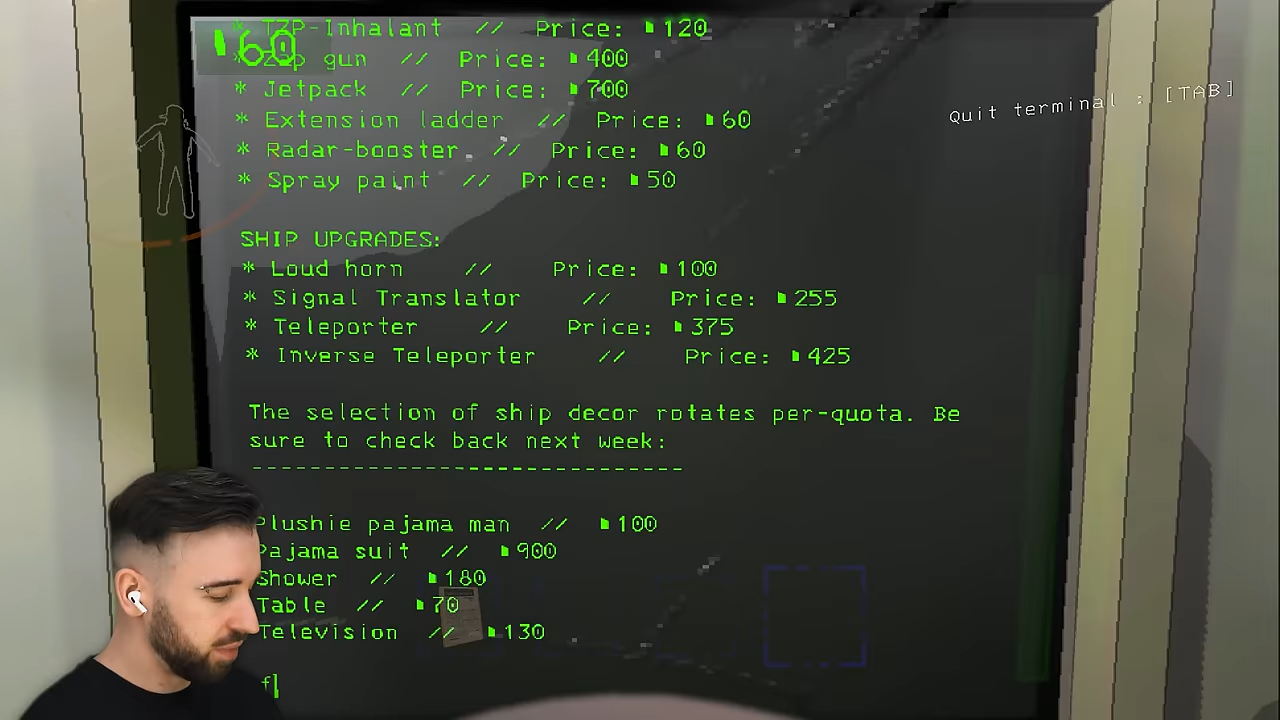 * TZP-Inhalant // Price: ▮120
▮60
* Zap gun // Price: ▮400
* Jetpack // Price: ▮700
Quit terminal : [TAB]
* Extension ladder // Price: ▮60
* Radar-booster // Price: ▮60
* Spray paint // Price: ▮50
SHIP UPGRADES:
* Loud horn // Price: ▮100
* Signal Translator // Price: ▮255
* Teleporter // Price: ▮375
* Inverse Teleporter // Price: ▮425
The selection of ship decor rotates per-quota. Be
sure to check back next week:
------------------------------
Plushie pajama man // ▮100
Pajama suit // ▮900
Shower // ▮180
Table // ▮70
Television // ▮130
f